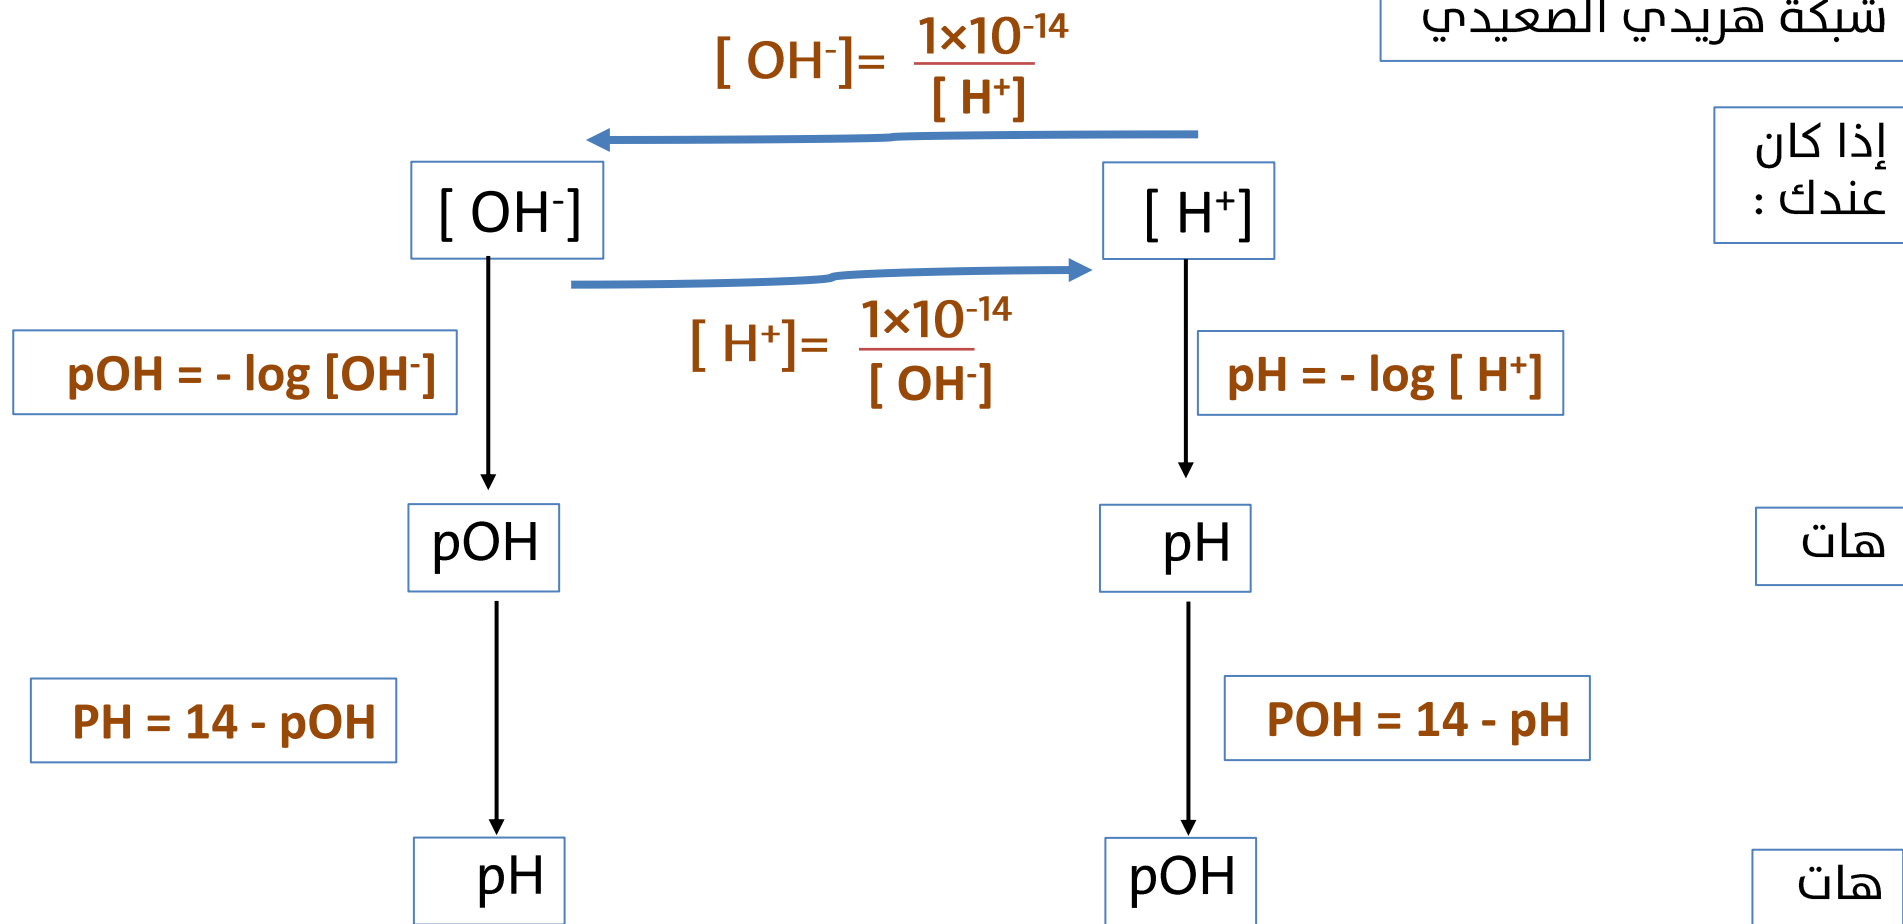 شبكة هريدي الصعيدي
[ OH⁻]= 1×10⁻¹⁴
[ H⁺]
إذا كان
عندك :
[ H⁺]
[ OH⁻]
[ H⁺]= 1×10⁻¹⁴
[ OH⁻]
pH = - log [ H⁺]
pOH = - log [OH⁻]
هات
pH
pOH
POH = 14 - pH
PH = 14 - pOH
هات
pOH
pH